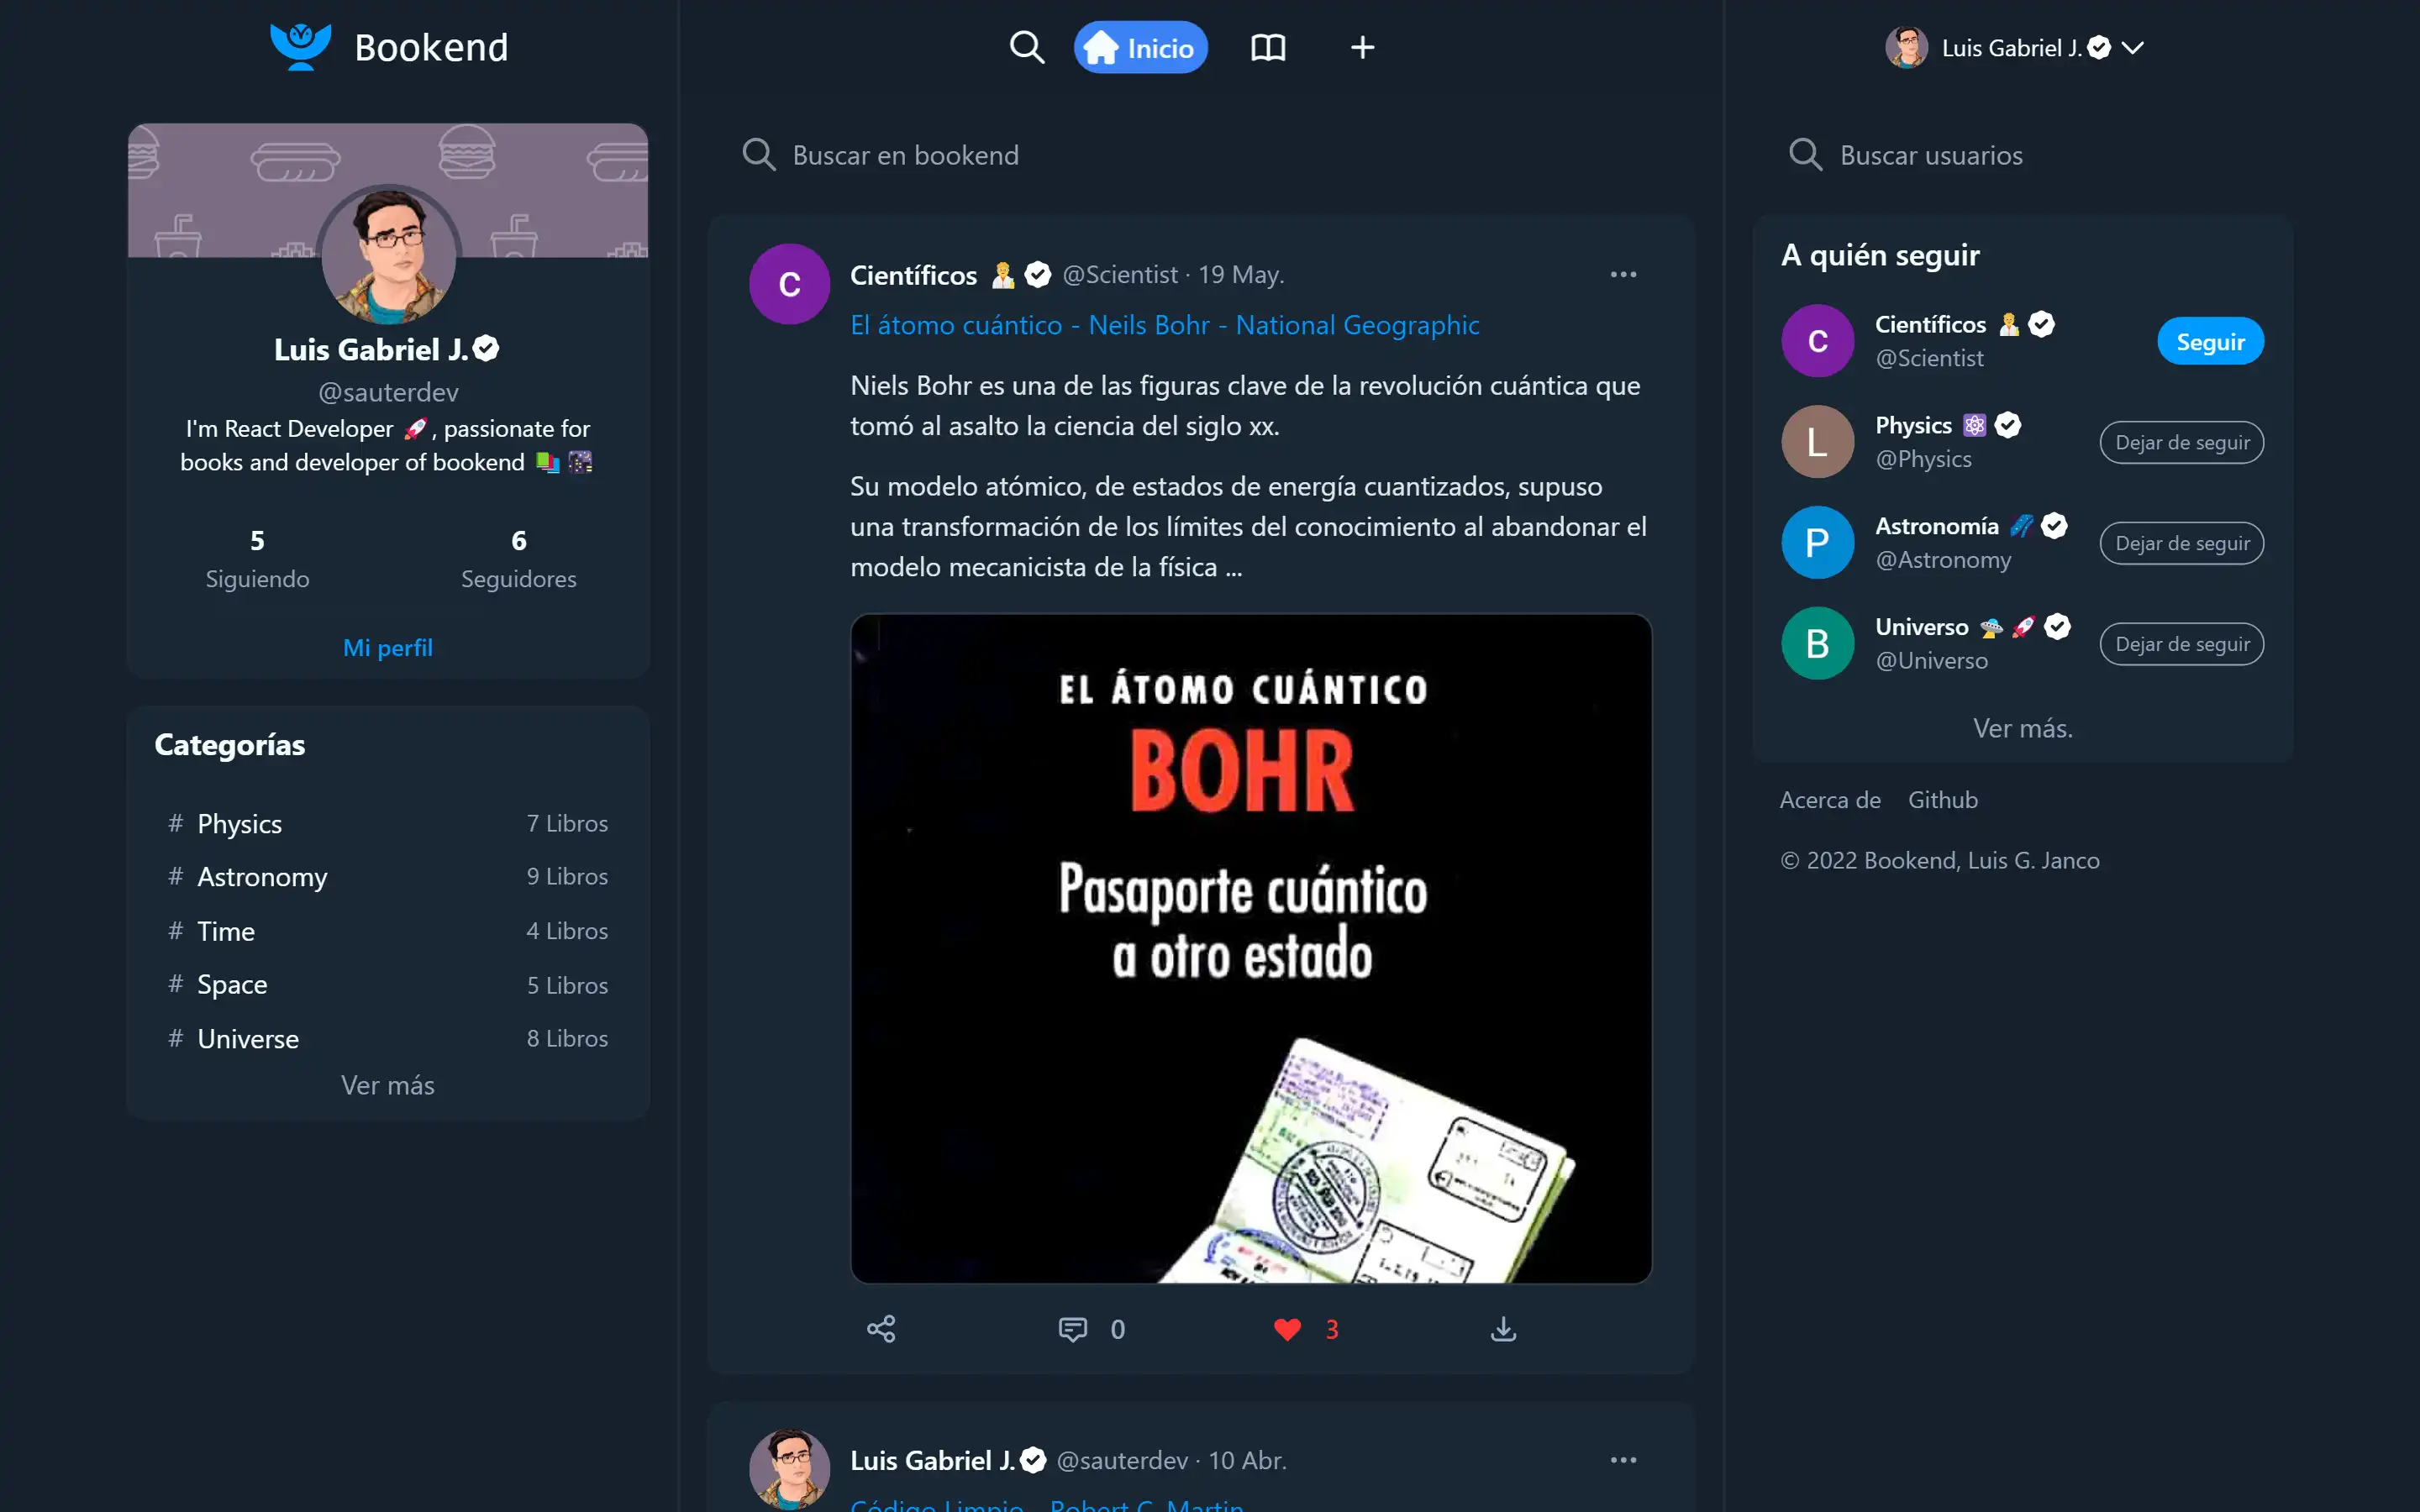 Bookend
Inicio
Luis Gabriel J.
Luis Gabriel J.
@sauterdev
I'm React Developer 🚀, passionate for
books and developer of bookend 📚 🌌
5
Siguiendo
6
Seguidores
Mi perfil
Categorías
# Physics 7 Libros
# Astronomy 9 Libros
# Time 4 Libros
# Space 5 Libros
# Universe 8 Libros
Ver más
Buscar en bookend
C
Científicos 👨‍🔬 @Scientist · 19 May.
El átomo cuántico - Neils Bohr - National Geographic
Niels Bohr es una de las figuras clave de la revolución cuántica que
tomó al asalto la ciencia del siglo xx.
Su modelo atómico, de estados de energía cuantizados, supuso
una transformación de los límites del conocimiento al abandonar el
modelo mecanicista de la física ...
EL ÁTOMO CUÁNTICO
BOHR
Pasaporte cuántico
a otro estado
0
3
Luis Gabriel J. @sauterdev · 10 Abr.
Código Limpio - Robert C. Martin
Buscar usuarios
A quién seguir
C
Científicos 👨‍🔬
@Scientist
Seguir
L
Physics ⚛️
@Physics
Dejar de seguir
P
Astronomía 🌌
@Astronomy
Dejar de seguir
B
Universo 🛸 🚀
@Universo
Dejar de seguir
Ver más.
Acerca de Github
© 2022 Bookend, Luis G. Janco